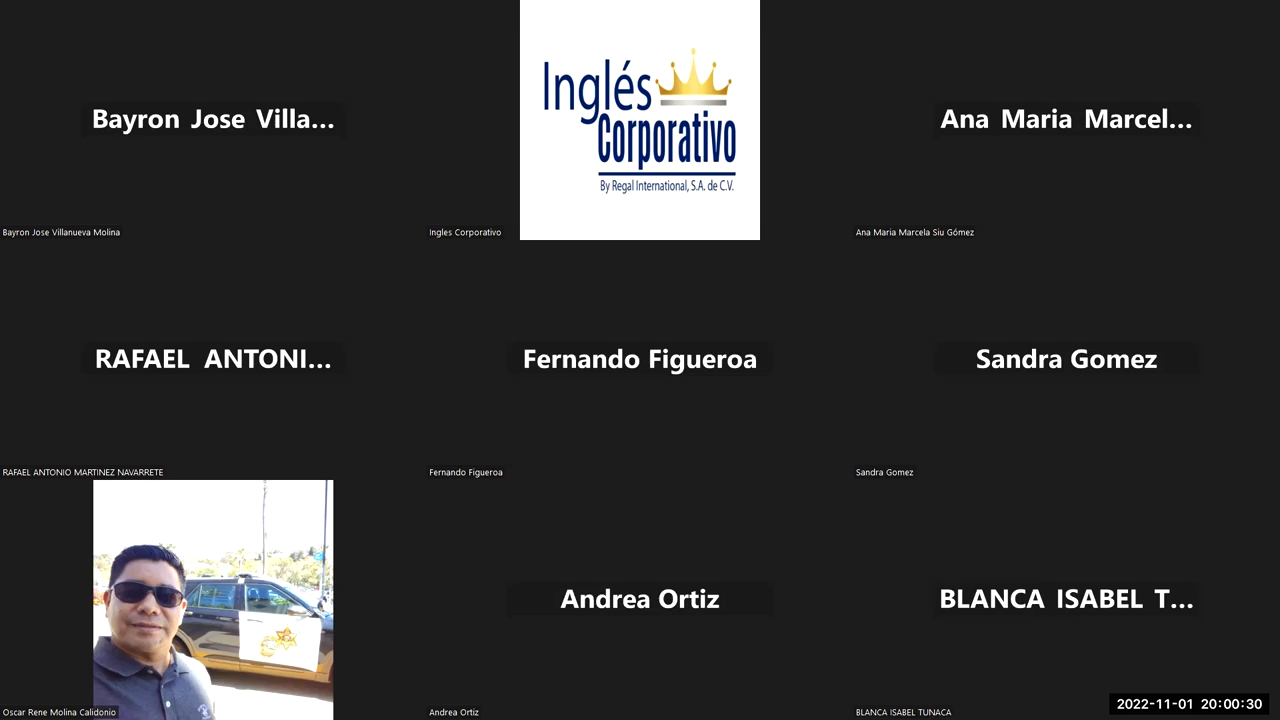 Bayron Jose Villa...
Bayron Jose Villanueva Molina
Inglés
Corporativo
By Regal International, S.A. de C.V.
Ingles Corporativo
Ana Maria Marcel...
Ana Maria Marcela Siu Gómez
RAFAEL ANTONI...
RAFAEL ANTONIO MARTINEZ NAVARRETE
Fernando Figueroa
Fernando Figueroa
Sandra Gomez
Sandra Gomez
Oscar Rene Molina Calidonio
Andrea Ortiz
Andrea Ortiz
BLANCA ISABEL T...
BLANCA ISABEL TUNACA
2022-11-01 20:00:30